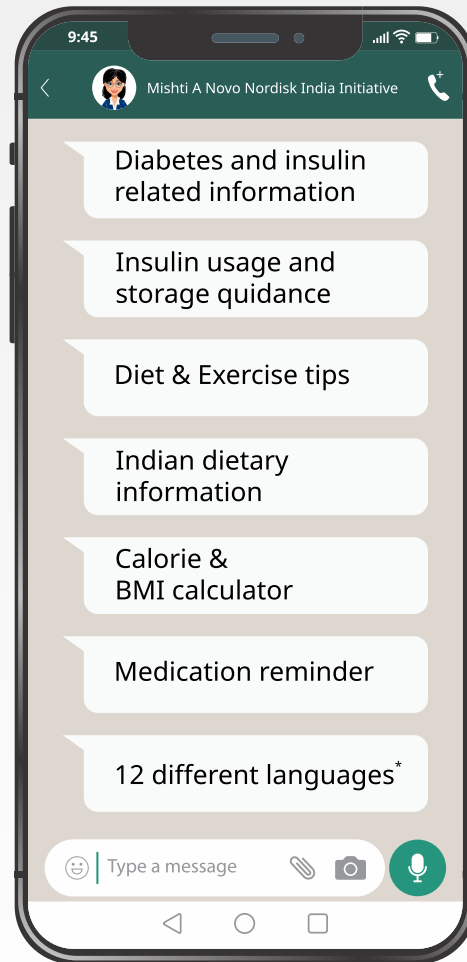 9:45
Mishti A Novo Nordisk India Initiative
Diabetes and insulin
related information
Insulin usage and
storage quidance
Diet & Exercise tips
Indian dietary
information
Calorie &
BMI calculator
Medication reminder
12 different languages*
Type a message